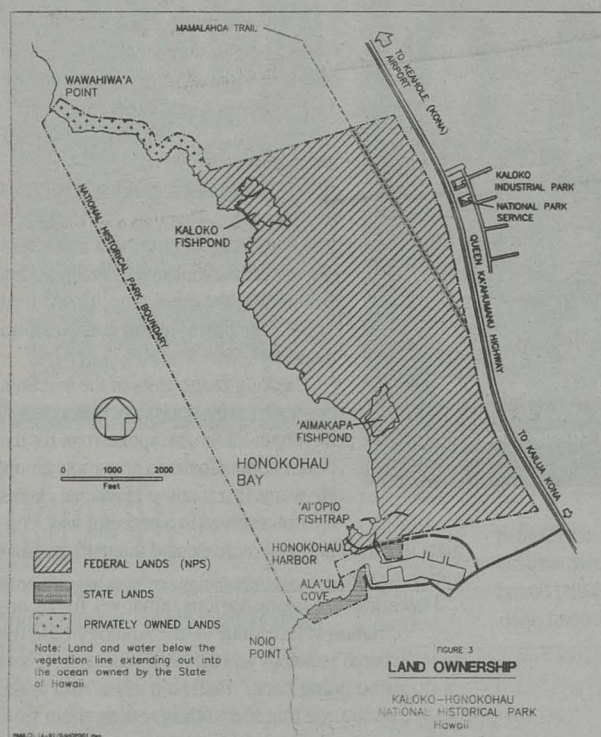 MAMALAHOA TRAIL
TO KEAHOLE (KONA)
AIRPORT
WAWAHIWA'A
POINT
KALOKO
INDUSTRIAL PARK
NATIONAL PARK
SERVICE
KALOKO
FISHPOND
NATIONAL HISTORICAL PARK
BOUNDARY
QUEEN KA'AHUMANU HIGHWAY
'AIMAKAPA
FISHPOND
TO KAILUA KONA
0 1000 2000
Feet
HONOKOHAU
BAY
'AI'OPIO
FISHTRAP
HONOKOHAU
HARBOR
ALA'ULA
COVE
NOIO
POINT
FEDERAL LANDS (NPS)
STATE LANDS
PRIVATELY OWNED LANDS
Note: Land and water below the
vegetation line extending out into
the ocean owned by the State
of Hawaii.
FIGURE 3
LAND OWNERSHIP
KALOKO-HONOKOHAU
NATIONAL HISTORICAL PARK
Hawaii